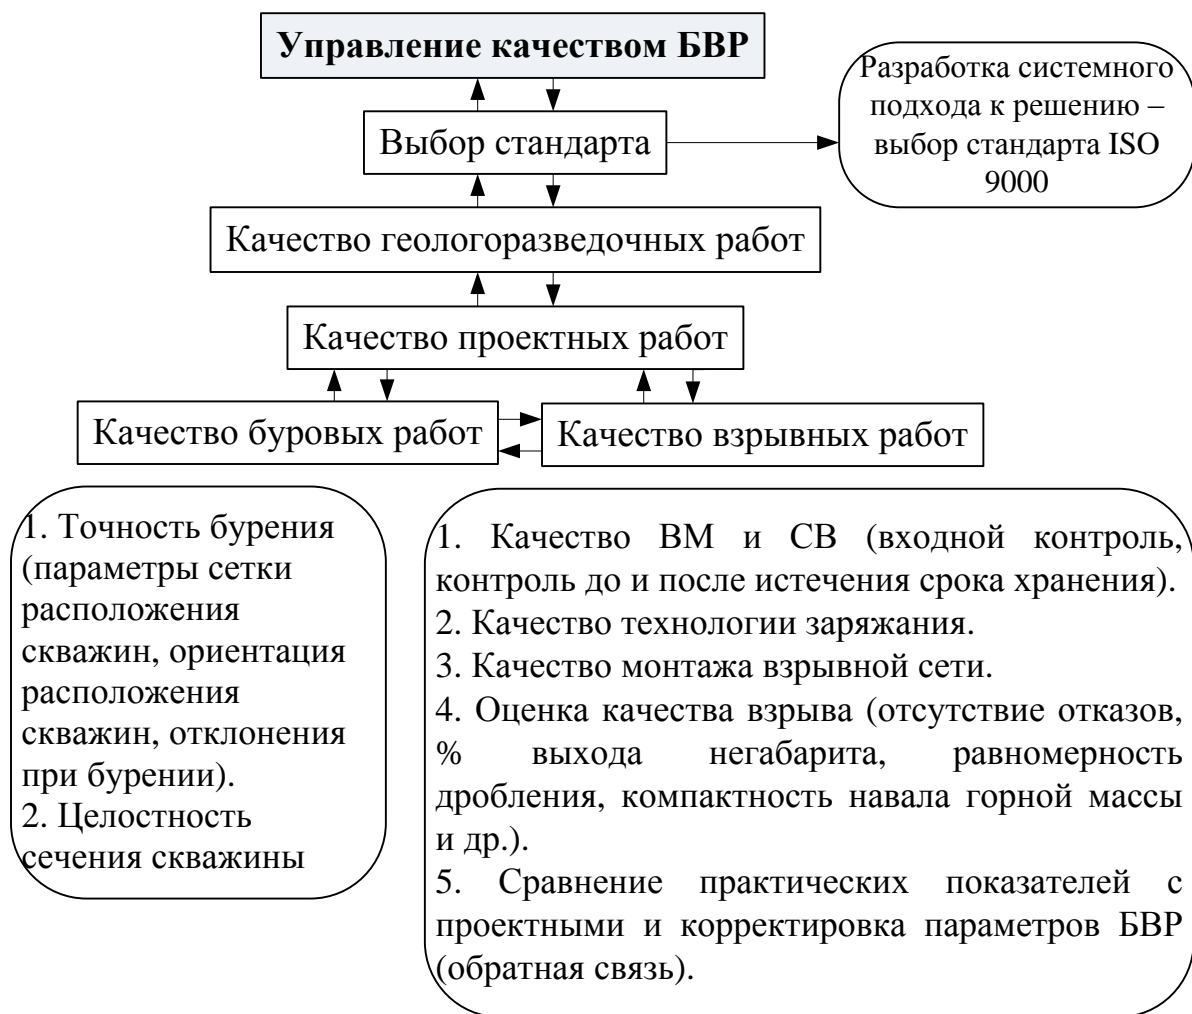 Управление качеством БВР
Разработка системного
подхода к решению –
выбор стандарта ISO
9000
Выбор стандарта
Качество геологоразведочных работ
Качество проектных работ
Качество буровых работ
Качество взрывных работ
1. Точность бурения
(параметры сетки
расположения
скважин, ориентация
расположения
скважин, отклонения
при бурении).
2. Целостность
сечения скважины
1. Качество ВМ и СВ (входной контроль,
контроль до и после истечения срока хранения).
2. Качество технологии заряжания.
3. Качество монтажа взрывной сети.
4. Оценка качества взрыва (отсутствие отказов,
% выхода негабарита, равномерность
дробления, компактность навала горной массы
и др.).
5. Сравнение практических показателей с
проектными и корректировка параметров БВР
(обратная связь).